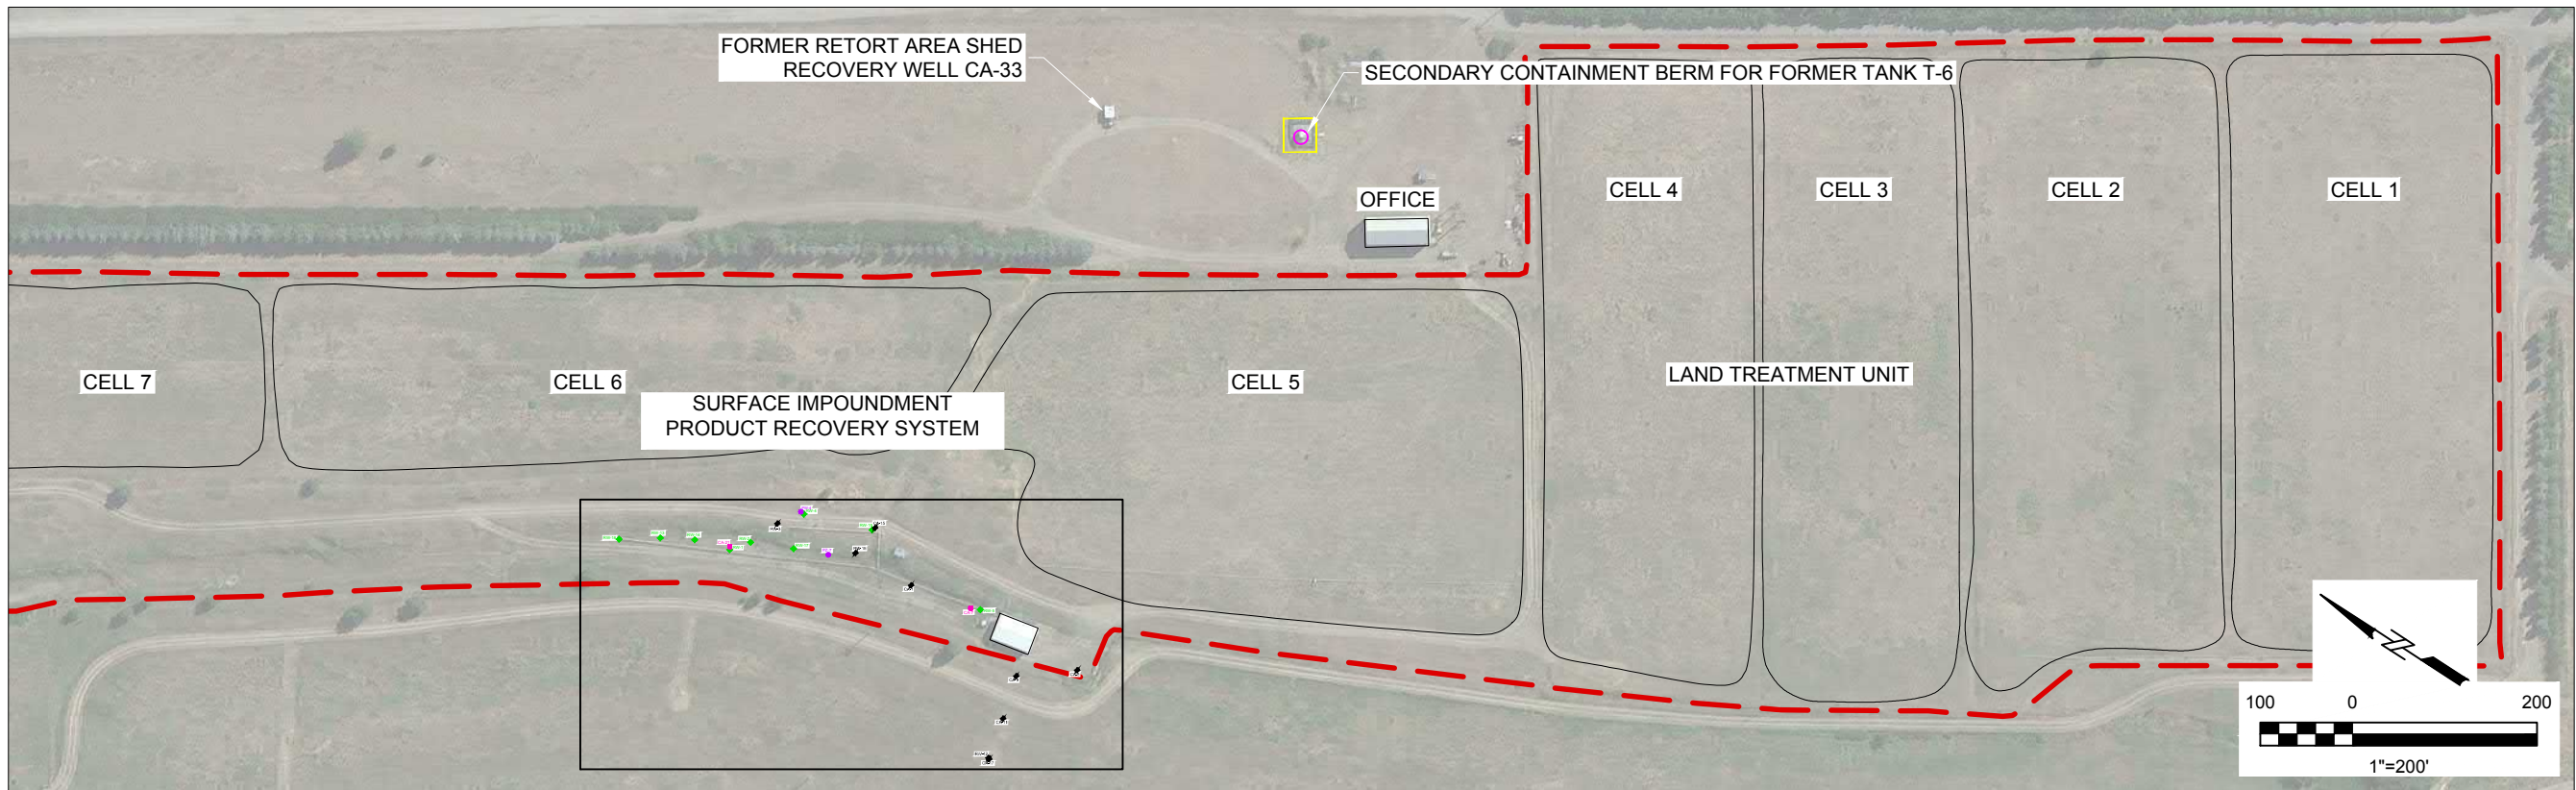 FORMER RETORT AREA SHED
RECOVERY WELL CA-33
SECONDARY CONTAINMENT BERM FOR FORMER TANK T-6
OFFICE
CELL 4
CELL 3
CELL 2
CELL 1
CELL 7
CELL 6
CELL 5
LAND TREATMENT UNIT
SURFACE IMPOUNDMENT
PRODUCT RECOVERY SYSTEM
N
100 0 200
1"=200'